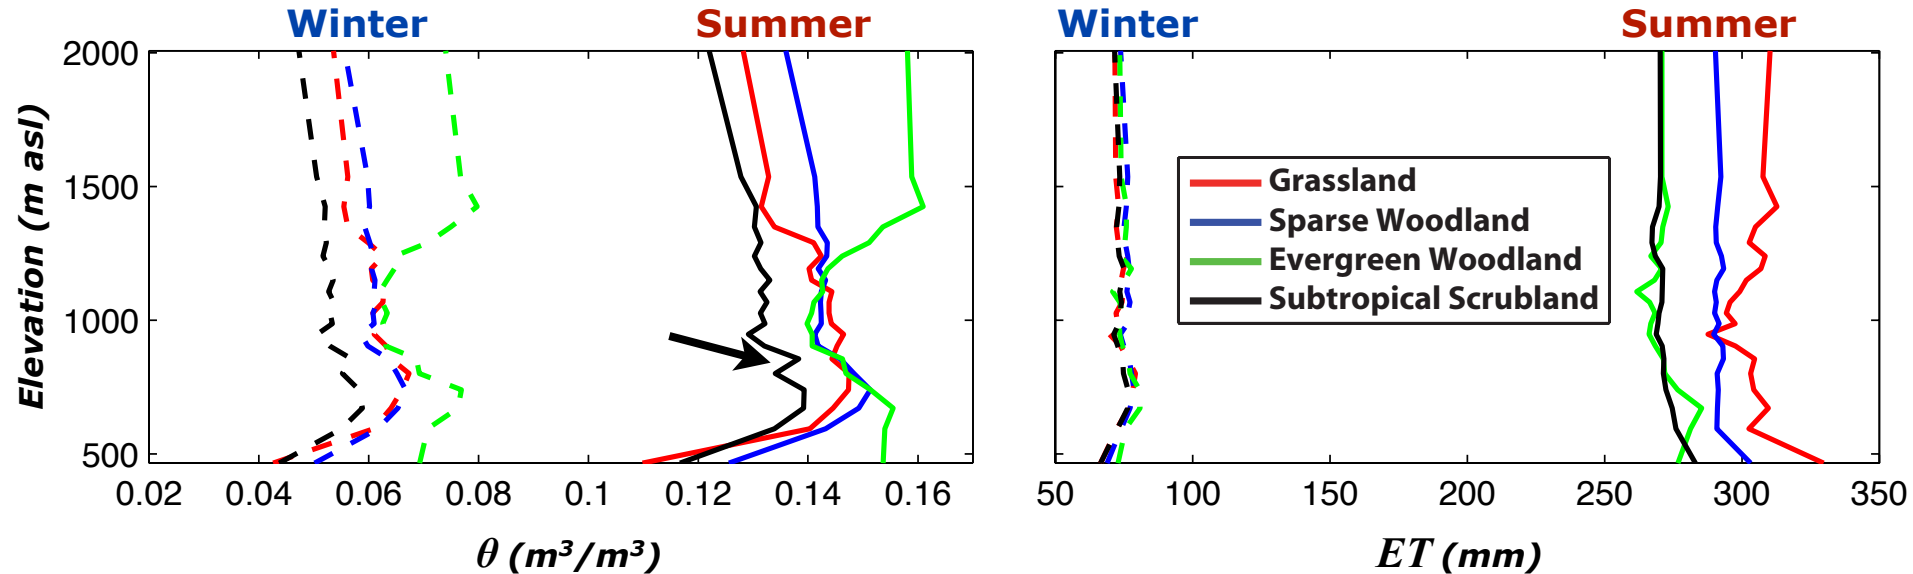 Winter Summer
Winter Summer
2000
1500
1000
500
Elevation (m asl)
0.02 0.04 0.06 0.08 0.1 0.12 0.14 0.16
θ (m³/m³)
Grassland
Sparse Woodland
Evergreen Woodland
Subtropical Scrubland
50 100 150 200 250 300 350
ET (mm)